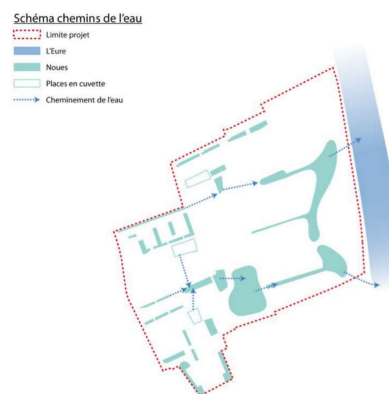 Schéma chemins de l'eau
Limite projet
L'Eure
Noues
Places en cuvette
Cheminement de l'eau